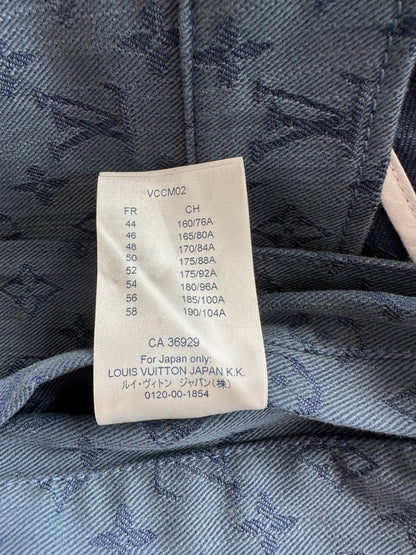 VCCM02
FR CH
44 160/76A
46 165/80A
48 170/84A
50 175/88A
52 175/92A
54 180/96A
56 185/100A
58 190/104A
CA 36929
For Japan only:
LOUIS VUITTON JAPAN K.K.
ルイ・ヴィトン ジャパン(株)
0120-00-1854